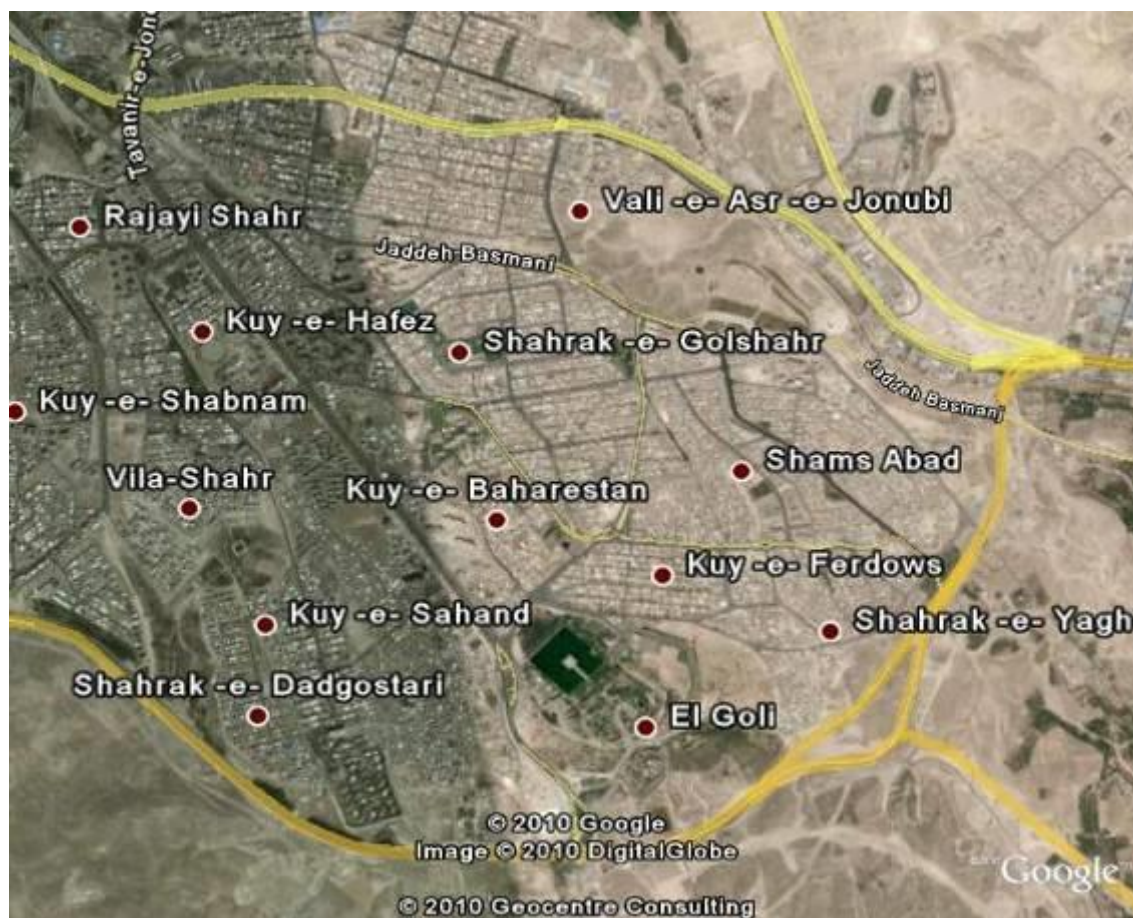 Tavanir-e-Jon
Vali -e- Asr -e- Jonubi
Rajayi Shahr
Jaddeh Basmanj
Kuy -e- Hafez
Shahrak -e- Golshahr
Jaddeh Basmanj
Kuy -e- Shabnam
Shams Abad
Vila-Shahr
Kuy -e- Baharestan
Kuy -e- Ferdows
Kuy -e- Sahand
Shahrak -e- Yagh
Shahrak -e- Dadgostari
El Goli
© 2010 Google
Image © 2010 DigitalGlobe
Google
© 2010 Geocentre Consulting